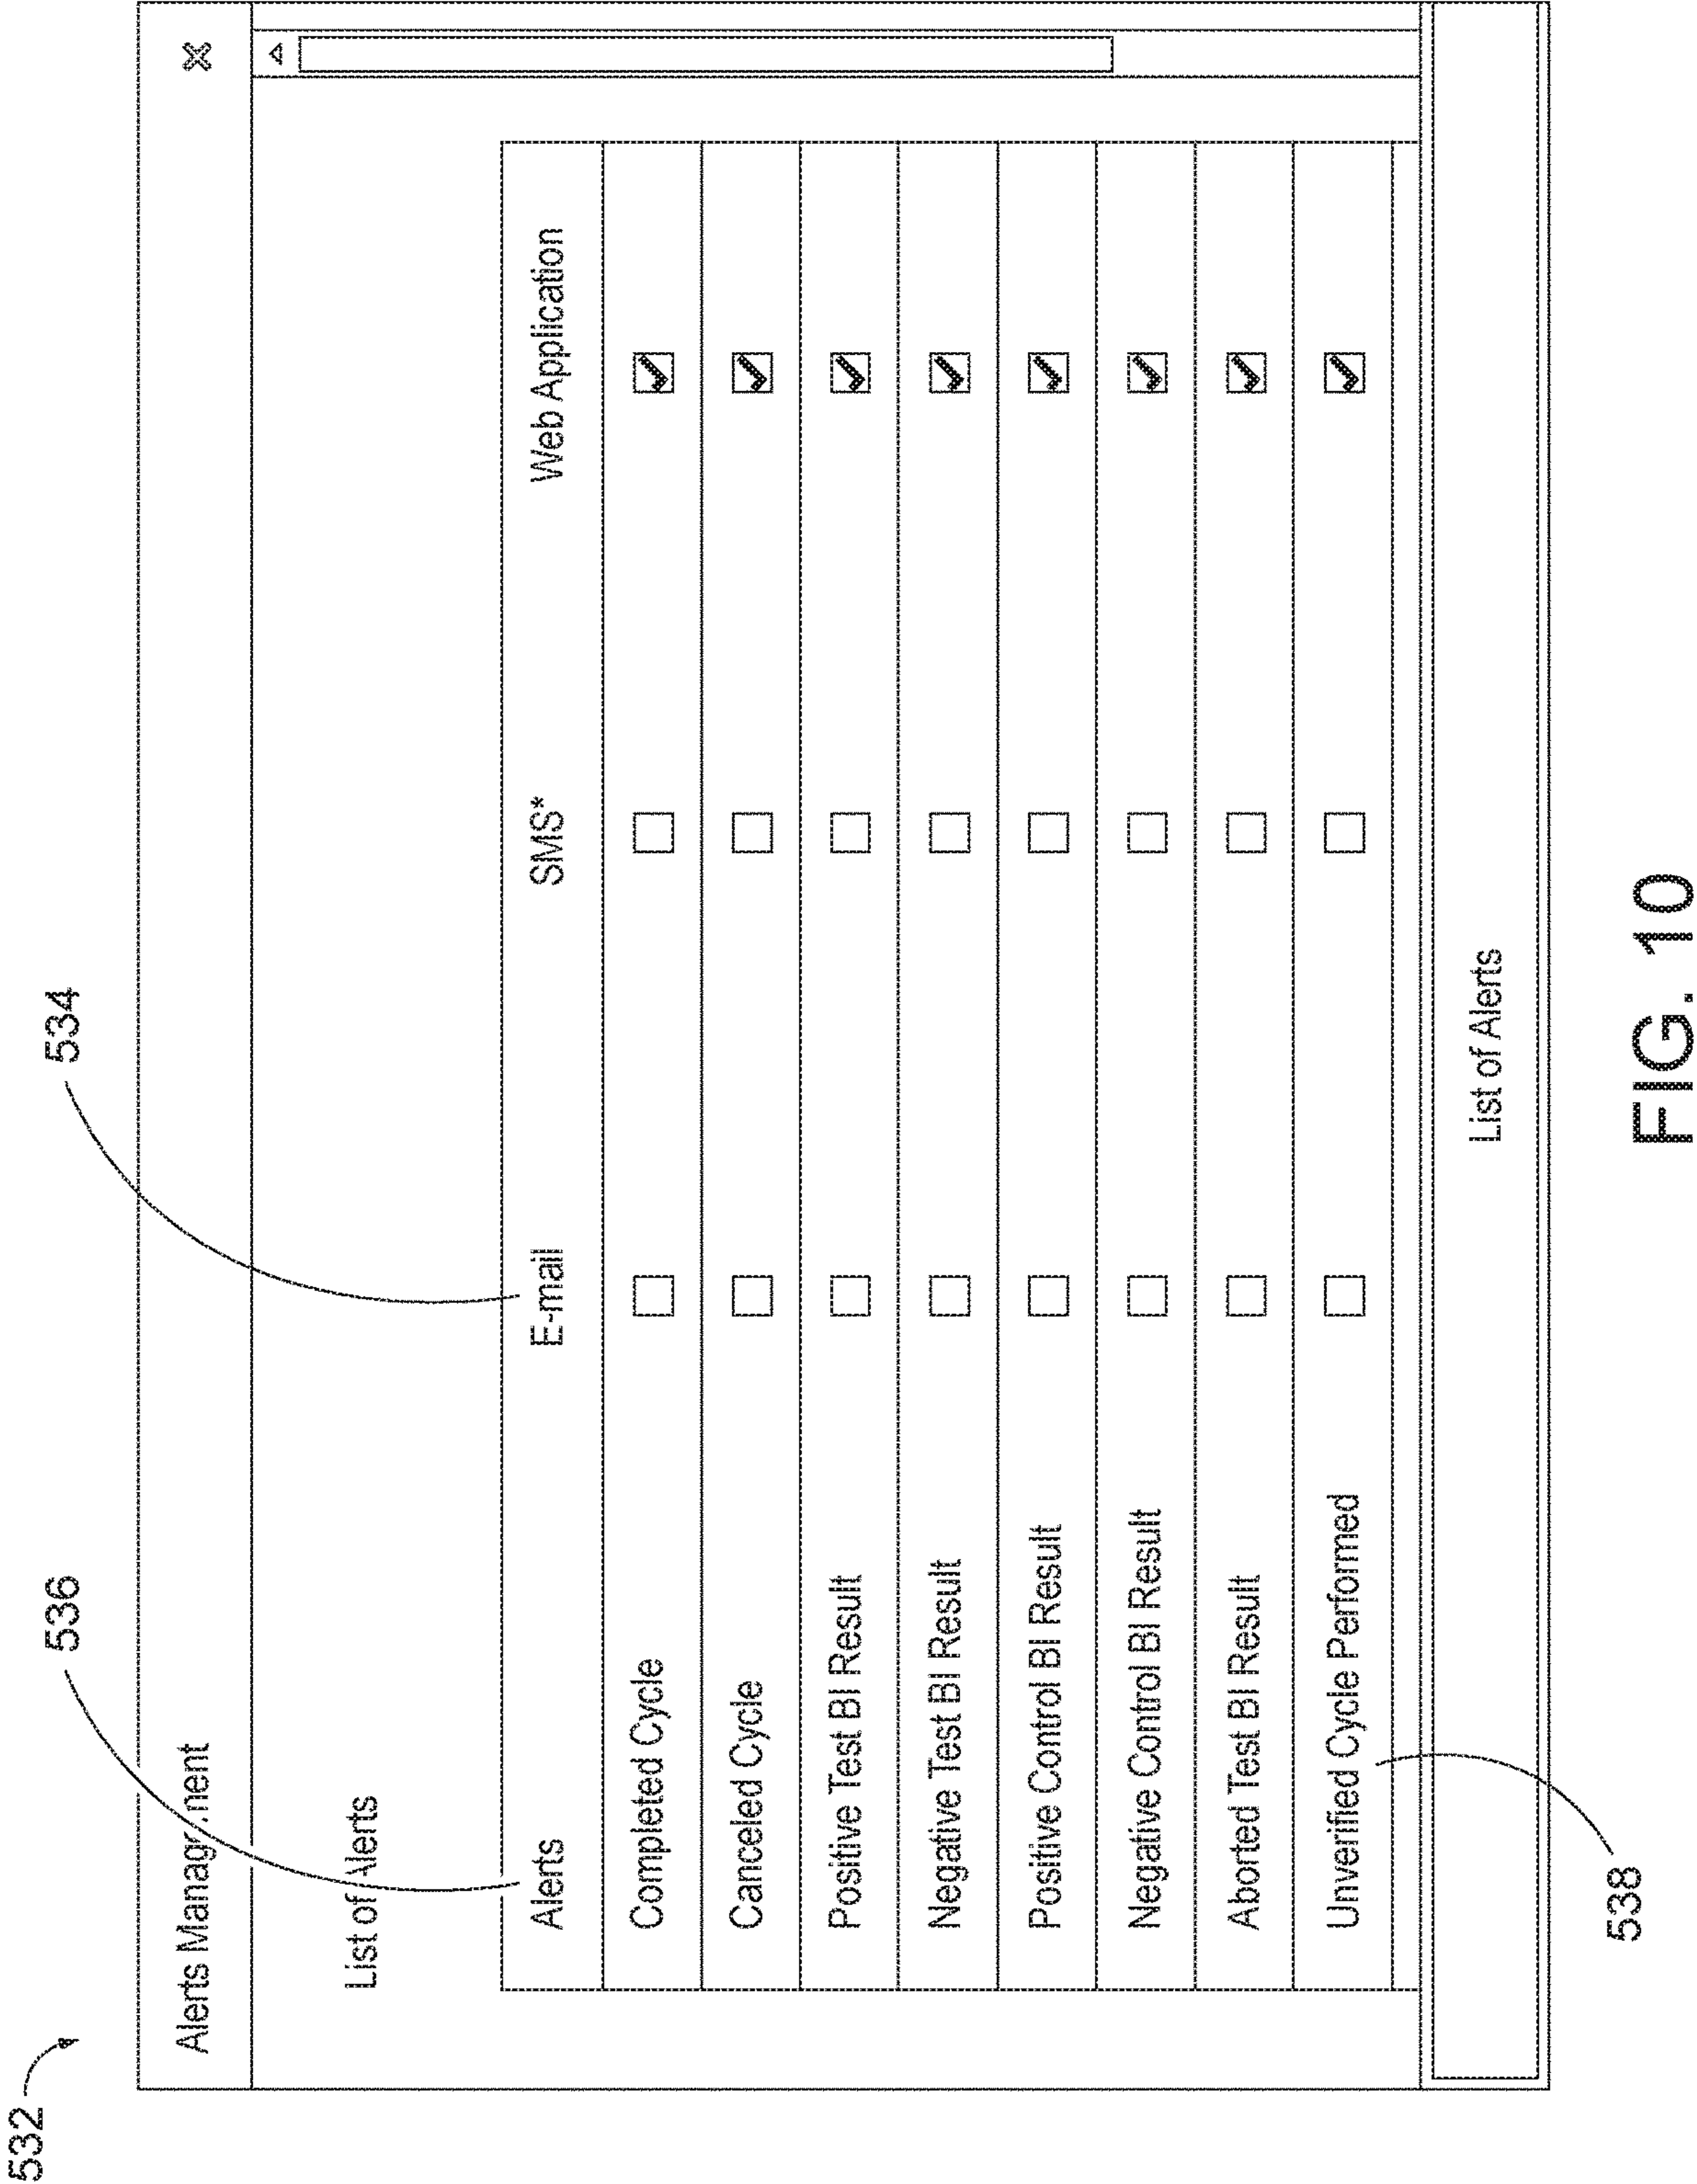 532
536
534
Alerts Management
List of Alerts
Alerts E-mail SMS* Web Application
Completed Cycle
Canceled Cycle
Positive Test BI Result
Negative Test BI Result
Positive Control BI Result
Negative Control BI Result
Aborted Test BI Result
Unverified Cycle Performed
List of Alerts
538
FIG. 10